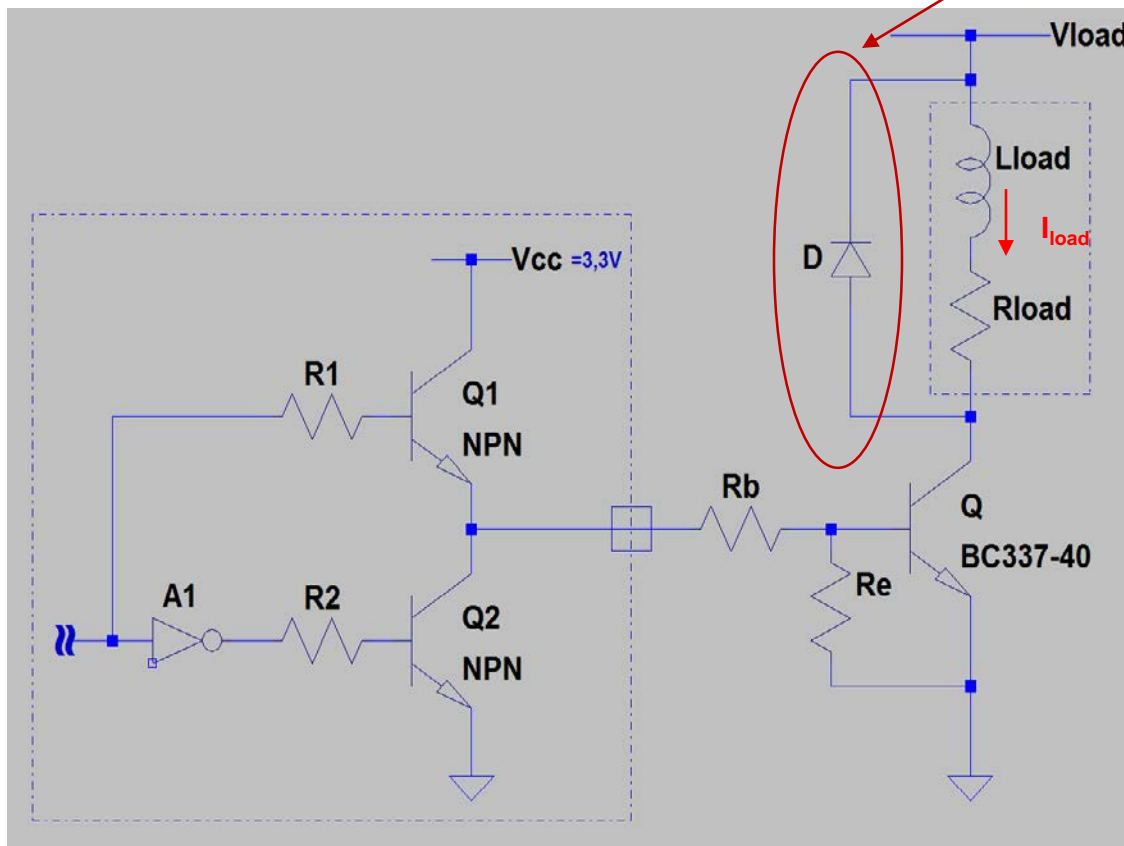 Vload
Lload
Iload
D
Rload
Vcc =3,3V
R1
Q1
NPN
Rb
Q
BC337-40
Re
A1
R2
Q2
NPN